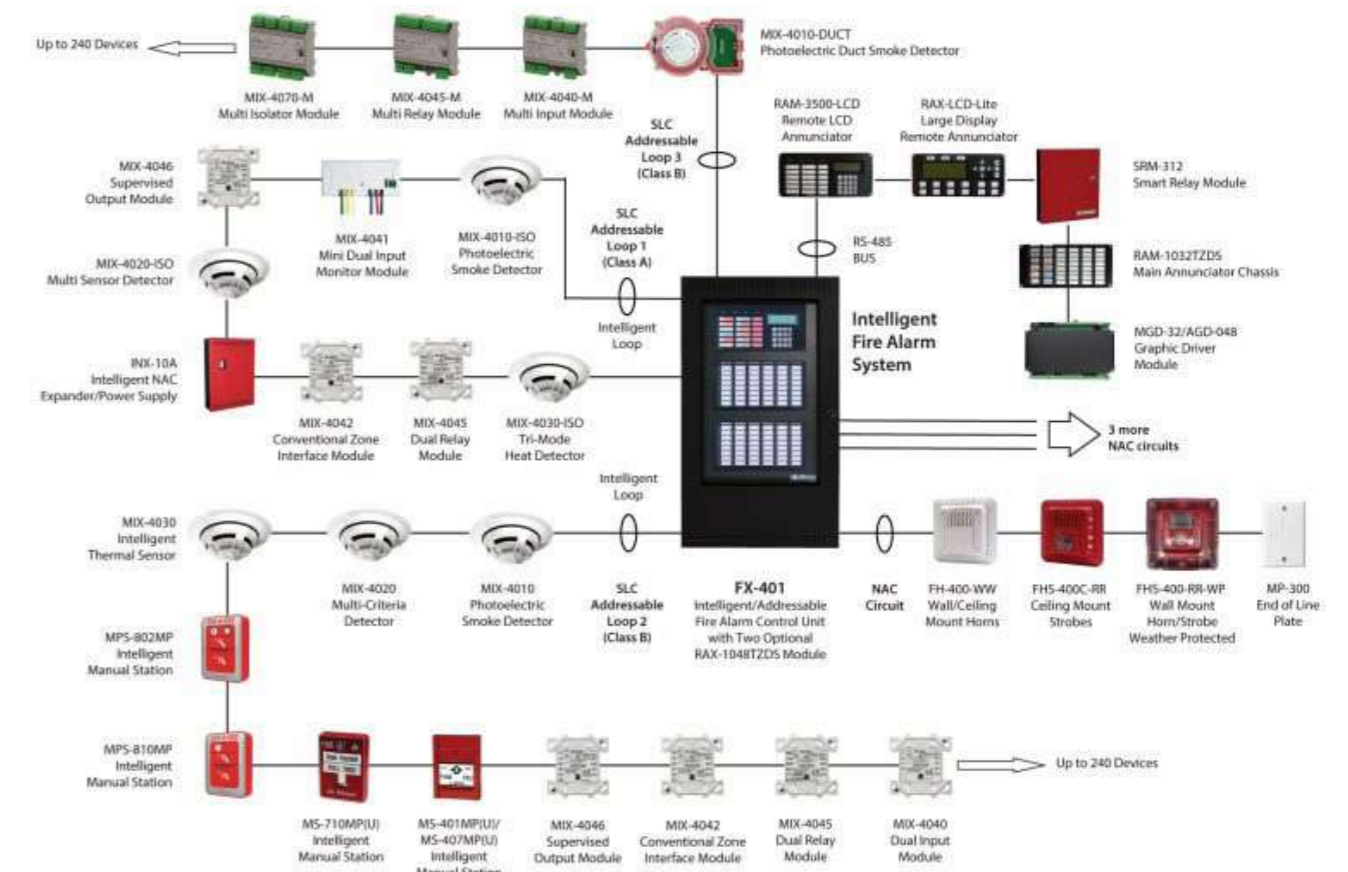 Up to 240 Devices
MIX-4070-M
Multi Isolator Module
MIX-4045-M
Multi Relay Module
MIX-4040-M
Multi Input Module
MIX-4010-DUCT
Photoelectric Duct Smoke Detector
SLC
Addressable
Loop 3
(Class B)
RAM-3500-LCD
Remote LCD
Annunciator
RAX-LCD-Lite
Large Display
Remote Annunciator
SRM-312
Smart Relay Module
MIX-4046
Supervised
Output Module
MIX-4041
Mini Dual Input
Monitor Module
MIX-4010-ISO
Photoelectric
Smoke Detector
SLC
Addressable
Loop 1
(Class A)
Intelligent
Loop
RS-485
BUS
RAM-1032TZDS
Main Annunciator Chassis
MIX-4020-ISO
Multi Sensor Detector
Intelligent
Fire Alarm
System
MGD-32/AGD-048
Graphic Driver
Module
INX-10A
Intelligent NAC
Expander/Power Supply
MIX-4042
Conventional Zone
Interface Module
MIX-4045
Dual Relay
Module
MIX-4030-ISO
Tri-Mode
Heat Detector
3 more
NAC circuits
Intelligent
Loop
MIX-4030
Intelligent
Thermal Sensor
MIX-4020
Multi-Criteria
Detector
MIX-4010
Photoelectric
Smoke Detector
SLC
Addressable
Loop 2
(Class B)
FX-401
Intelligent/Addressable
Fire Alarm Control Unit
with Two Optional
RAX-1048TZDS Module
NAC
Circuit
FH-400-WW
Wall/Ceiling
Mount Horns
FHS-400C-RR
Ceiling Mount
Strobes
FHS-400-RR-WP
Wall Mount
Horn/Strobe
Weather Protected
MP-300
End of Line
Plate
MPS-802MP
Intelligent
Manual Station
MPS-810MP
Intelligent
Manual Station
Up to 240 Devices
MS-710MP(U)
Intelligent
Manual Station
MS-401MP(U)/
MS-407MP(U)
Intelligent
Manual Station
MIX-4046
Supervised
Output Module
MIX-4042
Conventional Zone
Interface Module
MIX-4045
Dual Relay
Module
MIX-4040
Dual Input
Module